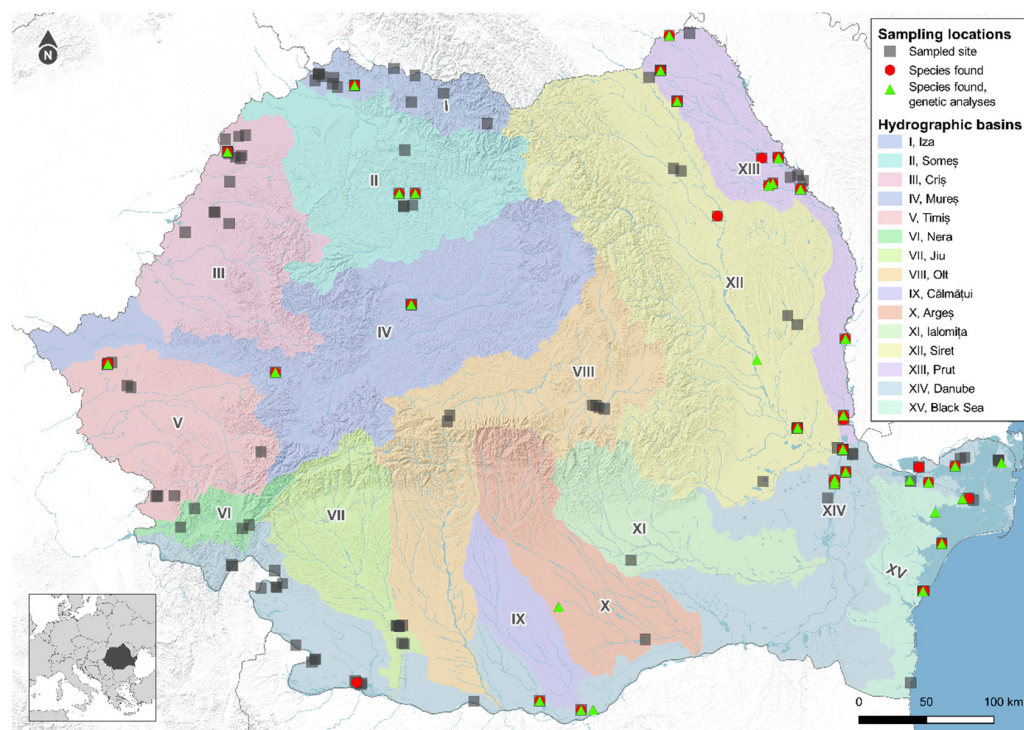 N
Sampling locations
Sampled site
Species found
Species found,
genetic analyses
Hydrographic basins
I, Iza
II, Someș
III, Criș
IV, Mureș
V, Timiș
VI, Nera
VII, Jiu
VIII, Olt
IX, Călmățui
X, Argeș
XI, Ialomița
XII, Siret
XIII, Prut
XIV, Danube
XV, Black Sea
I
II
XIII
III
XII
IV
VIII
V
VI
VII
XI
XIV
XV
IX
X
0 50 100 km